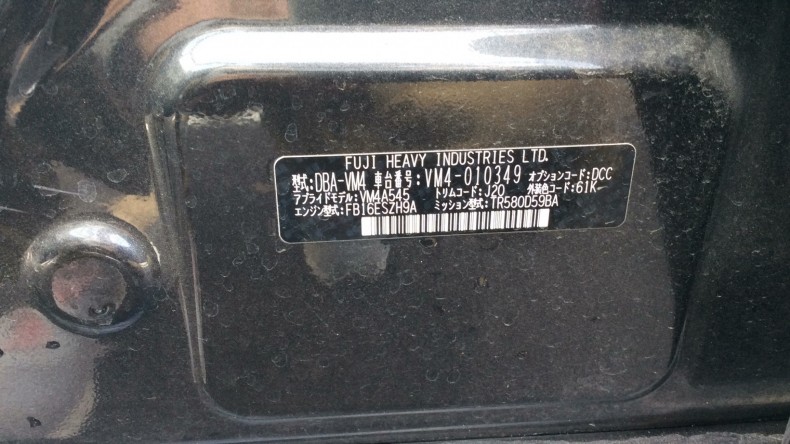 FUJI HEAVY INDUSTRIES LTD.
型式:DBA-VM4 車台番号:VM4-010349 オプションコード:DCC
アプライドモデル:VM4A545 トリムコード:J20 外装色コード:61K
エンジン型式:FB16ESZH9A ミッション型式:TR580D59BA